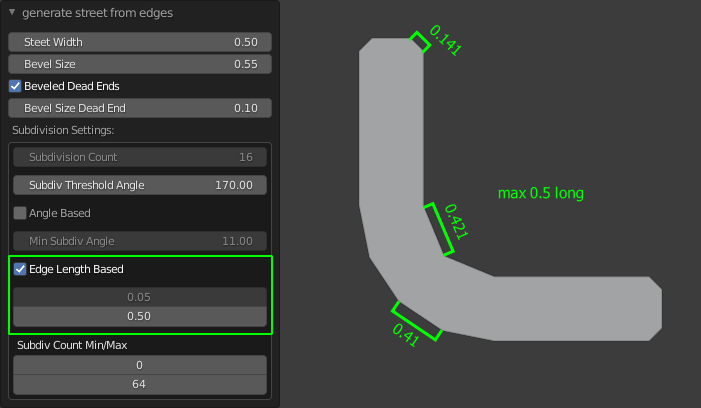 generate street from edges
Steet Width 0.50
Bevel Size 0.55
Beveled Dead Ends
Bevel Size Dead End 0.10
Subdivision Settings:
Subdivision Count 16
Subdiv Threshold Angle 170.00
Angle Based
Min Subdiv Angle 11.00
Edge Length Based
0.05
0.50
Subdiv Count Min/Max
0
64
0.141
max 0.5 long
0.421
0.41